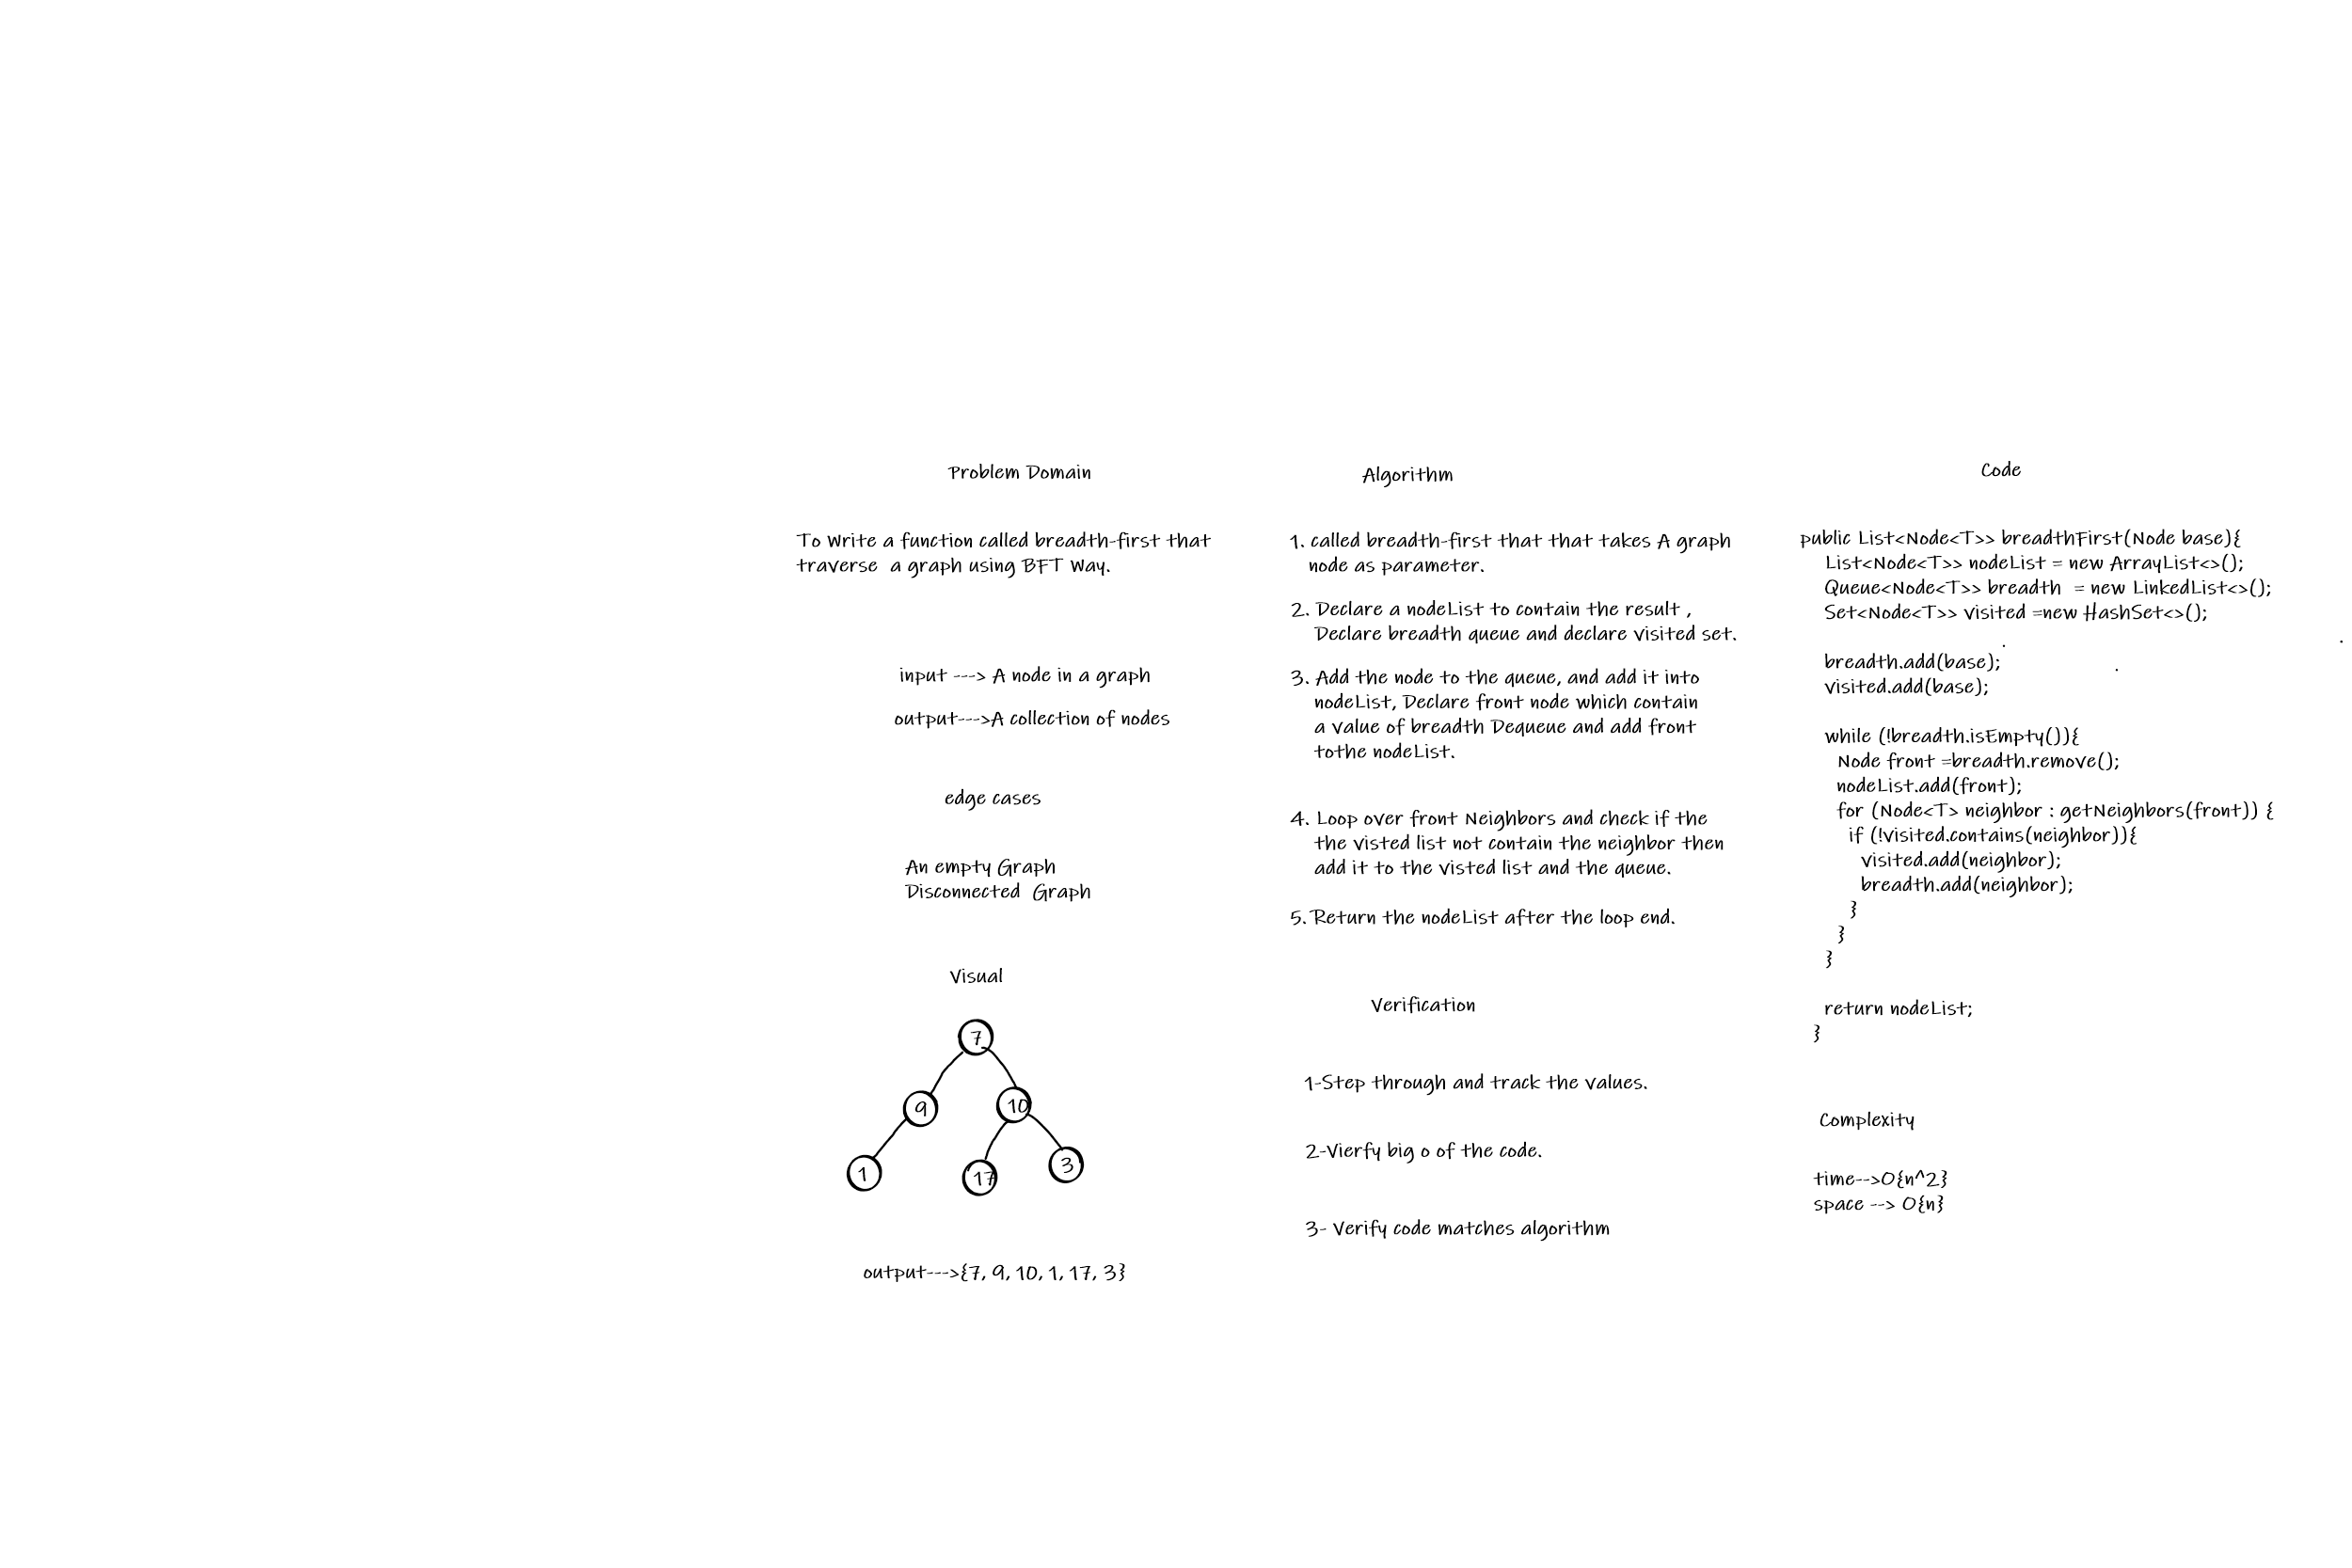 Problem Domain
To Write a function called breadth-first that
traverse a graph using BFT Way.
input ---> A node in a graph
output--->A collection of nodes
edge cases
An empty Graph
Disconnected Graph
Visual
7
9
10
1
17
3
output--->{7, 9, 10, 1, 17, 3}
Algorithm
1. called breadth-first that that takes A graph
node as parameter.
2. Declare a nodeList to contain the result ,
Declare breadth queue and declare visited set.
3. Add the node to the queue, and add it into
nodeList, Declare front node which contain
a value of breadth Dequeue and add front
tothe nodeList.
4. Loop over front Neighbors and check if the
the visted list not contain the neighbor then
add it to the visted list and the queue.
5. Return the nodeList after the loop end.
Verification
1-Step through and track the values.
2-Vierfy big o of the code.
3- Verify code matches algorithm
Code
public List<Node<T>> breadthFirst(Node base){
List<Node<T>> nodeList = new ArrayList<>();
Queue<Node<T>> breadth = new LinkedList<>();
Set<Node<T>> visited =new HashSet<>();
breadth.add(base);
visited.add(base);
while (!breadth.isEmpty()){
Node front =breadth.remove();
nodeList.add(front);
for (Node<T> neighbor : getNeighbors(front)) {
if (!visited.contains(neighbor)){
visited.add(neighbor);
breadth.add(neighbor);
}
}
}
return nodeList;
}
Complexity
time-->O{n^2}
space --> O{n}